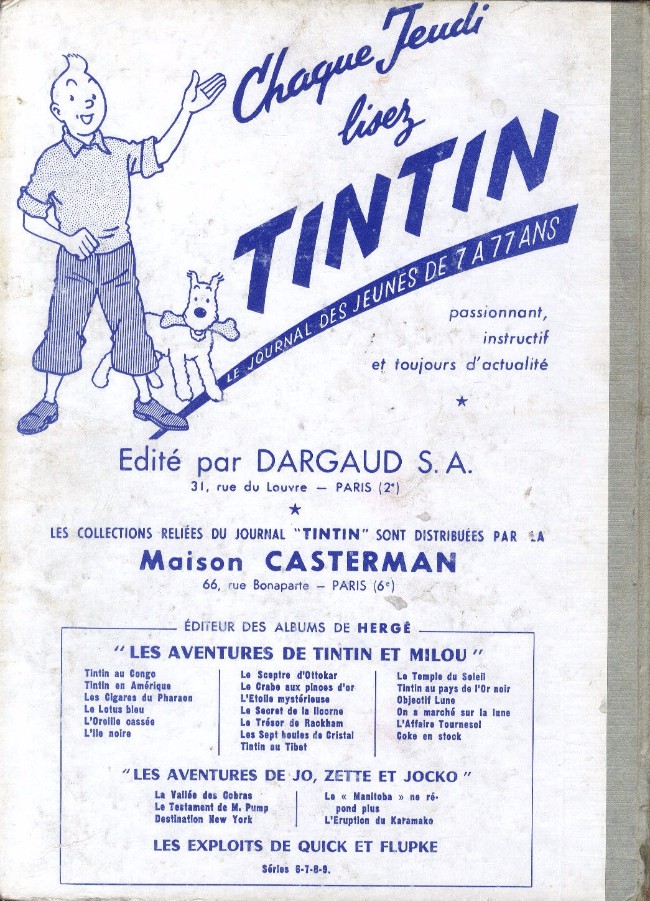 Chaque Jeudi
lisez
TINTIN
LE JOURNAL DES JEUNES DE 7 A 77 ANS
passionnant,
instructif
et toujours d'actualité
Edité par DARGAUD S. A.
31, rue du Louvre — PARIS (2e)
LES COLLECTIONS RELIÉES DU JOURNAL "TINTIN" SONT DISTRIBUÉES PAR LA
Maison CASTERMAN
66, rue Bonaparte — PARIS (6e)
ÉDITEUR DES ALBUMS DE HERGÉ
"LES AVENTURES DE TINTIN ET MILOU"
Tintin au Congo
Tintin en Amérique
Les Cigares du Pharaon
Le Lotus bleu
L'Oreille cassée
L'Ile noire
Le Sceptre d'Ottokar
Le Crabe aux pinces d'or
L'Etoile mystérieuse
Le Secret de la licorne
Le Trésor de Rackham
Les Sept boules de Cristal
Tintin au Tibet
Le Temple du Soleil
Tintin au pays de l'Or noir
Objectif Lune
On a marché sur la lune
L'Affaire Tournesol
Coke en stock
"LES AVENTURES DE JO, ZETTE ET JOCKO"
La Vallée des Cobras
Le Testament de M. Pump
Destination New York
Le « Manitoba » ne ré-
pond plus
L'Eruption du Karamako
LES EXPLOITS DE QUICK ET FLUPKE
Séries 6-7-8-9.